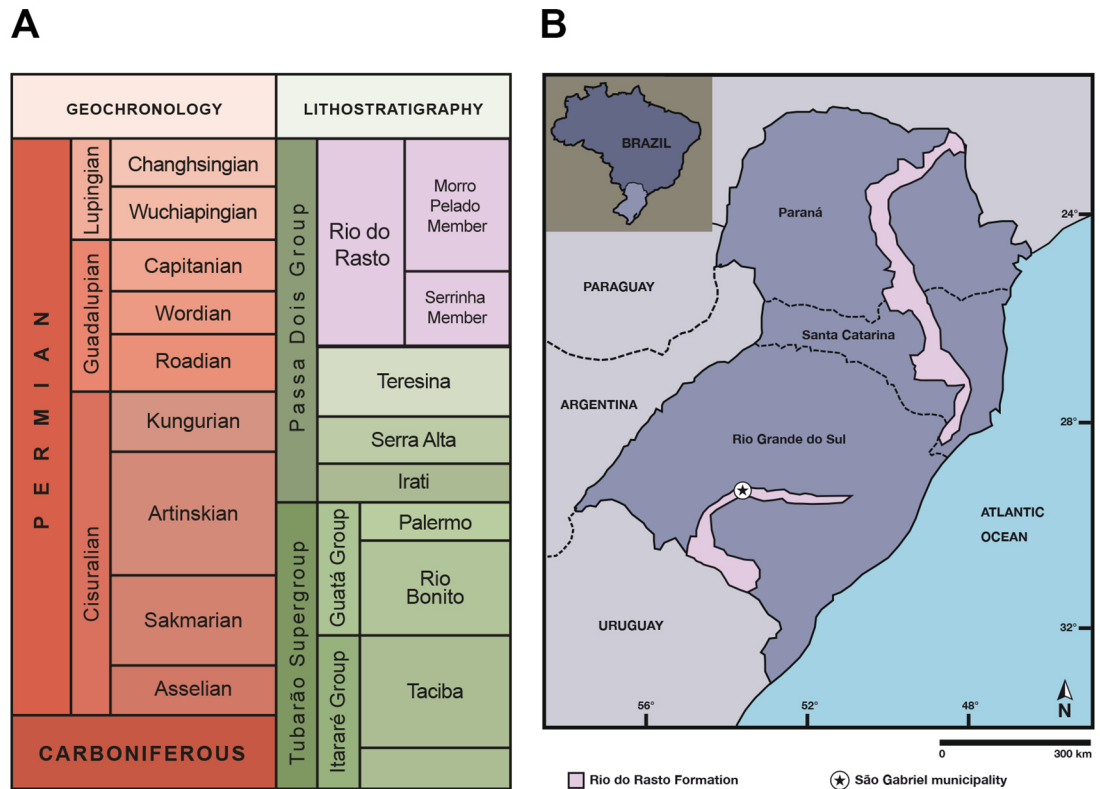 A
GEOCHRONOLOGY
LITHOSTRATIGRAPHY
PERMIAN
Lupingian
Changhsingian
Wuchiapingian
Guadalupian
Capitanian
Wordian
Roadian
Cisuralian
Kungurian
Artinskian
Sakmarian
Asselian
CARBONIFEROUS
Passa Dois Group
Rio do
Rasto
Morro
Pelado
Member
Serrinha
Member
Teresina
Serra Alta
Irati
Tubarão Supergroup
Guatá Group
Palermo
Rio
Bonito
Itararé Group
Taciba
B
BRAZIL
Paraná
24°
PARAGUAY
Santa Catarina
ARGENTINA
Rio Grande do Sul
28°
ATLANTIC
OCEAN
URUGUAY
32°
N
56°
52°
48°
0
300 km
Rio do Rasto Formation
São Gabriel municipality